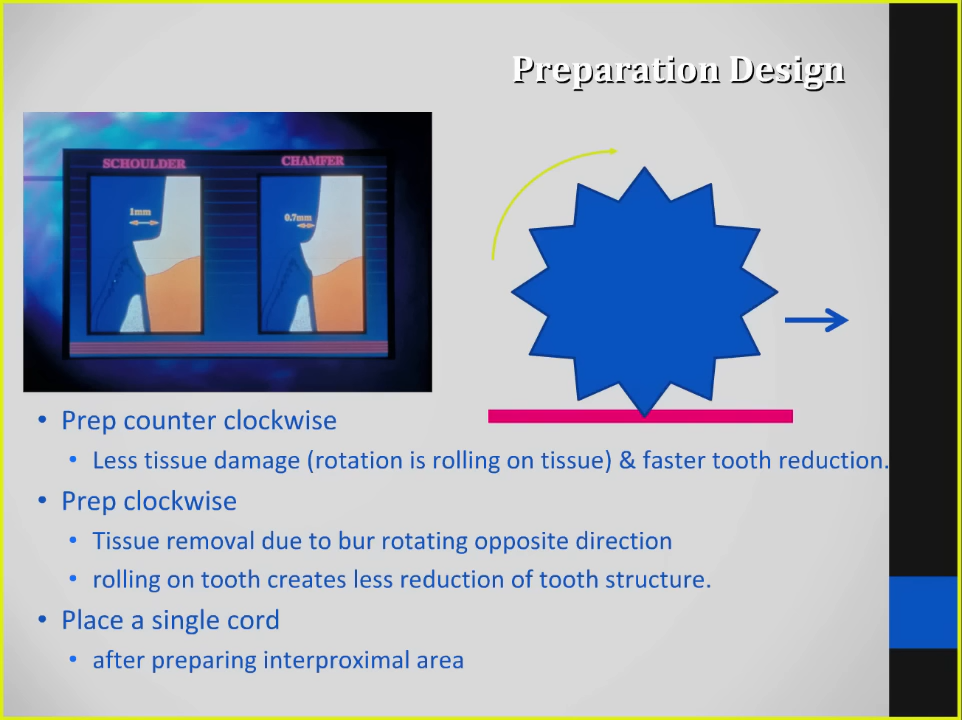 Preparation Design
SCHOULDER
CHAMFER
1mm
0.7mm
• Prep counter clockwise
• Less tissue damage (rotation is rolling on tissue) & faster tooth reduction.
• Prep clockwise
• Tissue removal due to bur rotating opposite direction
• rolling on tooth creates less reduction of tooth structure.
• Place a single cord
• after preparing interproximal area